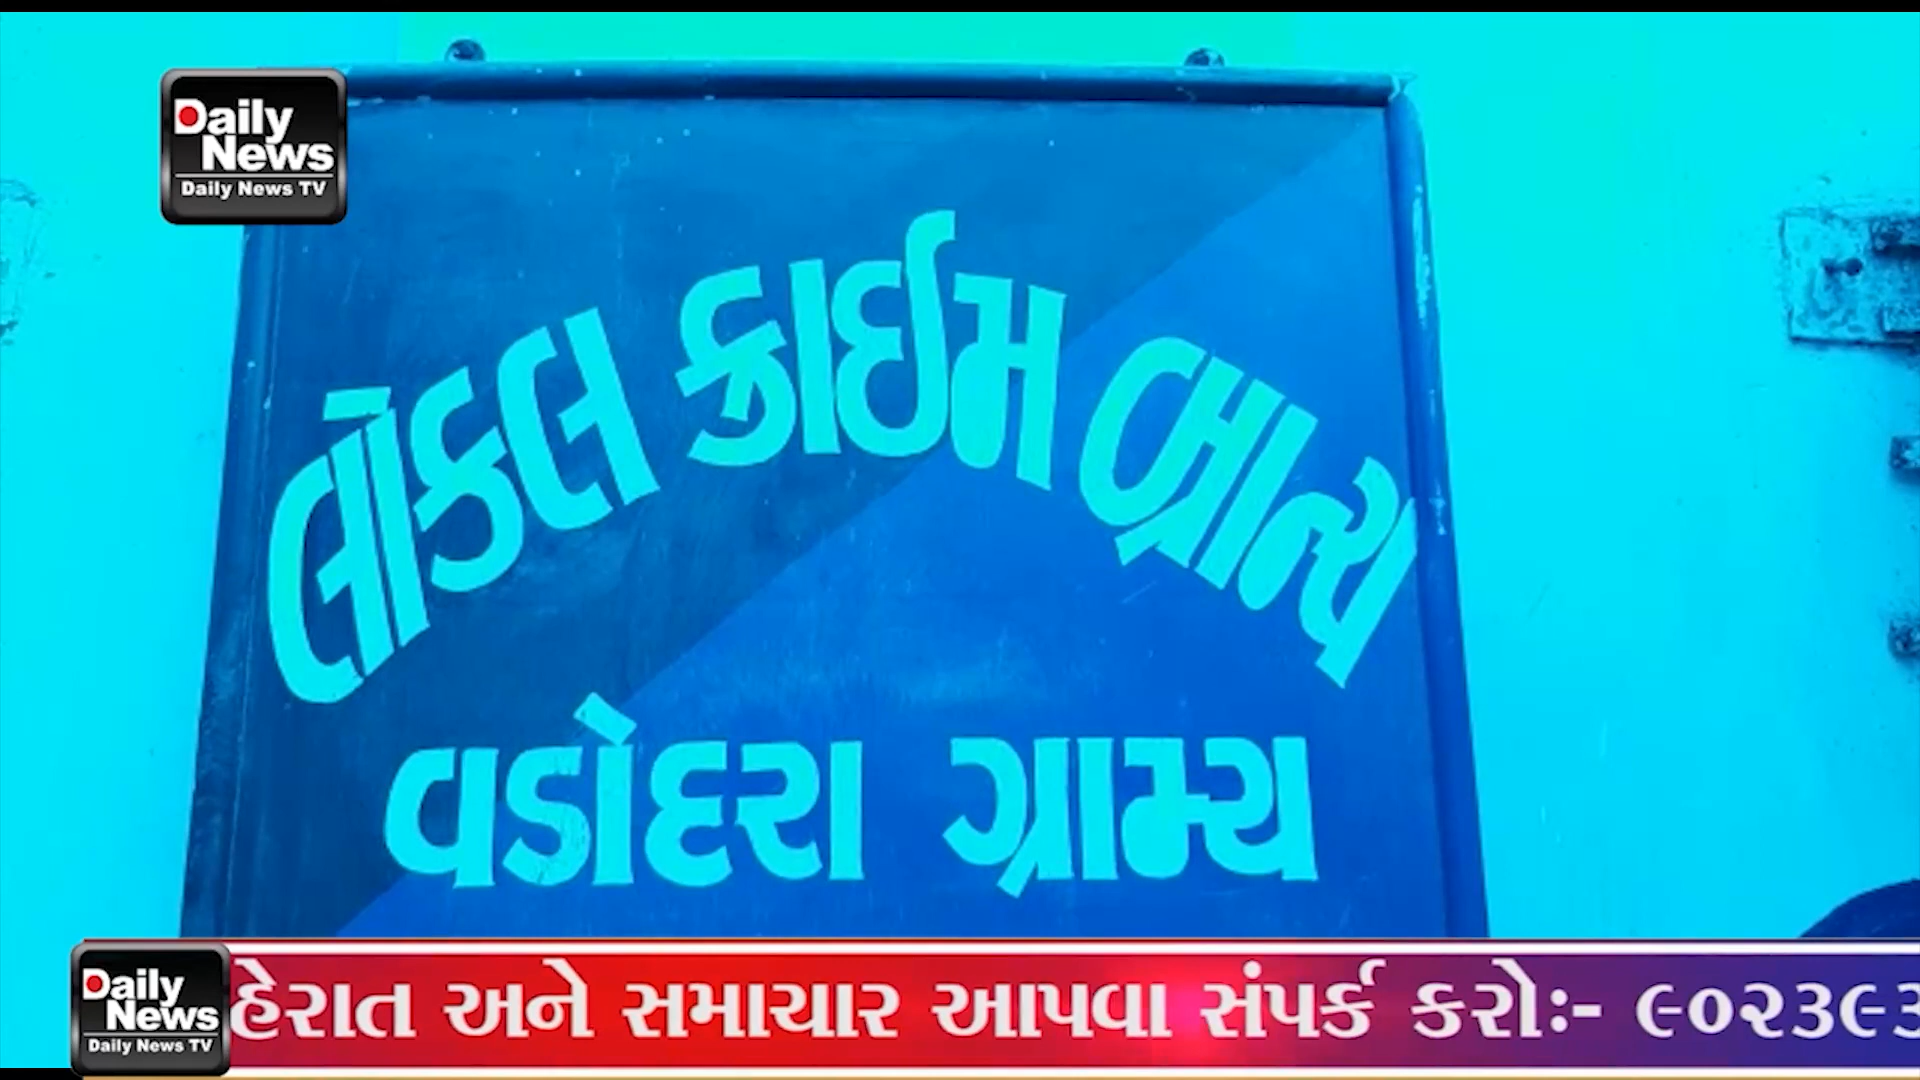 Daily
News
Daily News TV
લોકલ ક્રાઈમ બ્રાન્ચ
વડોદરા ગ્રામ્ય
Daily
News
Daily News TV
હેરાત અને સમાચાર આપવા સંપર્ક કરોઃ- ૯૦૨૩૯૩